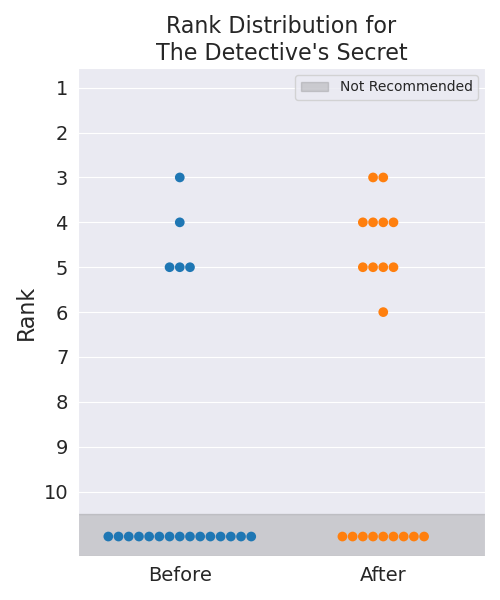 Rank Distribution for
The Detective's Secret
Not Recommended
1
2
3
4
5
6
7
8
9
10
Rank
Before
After